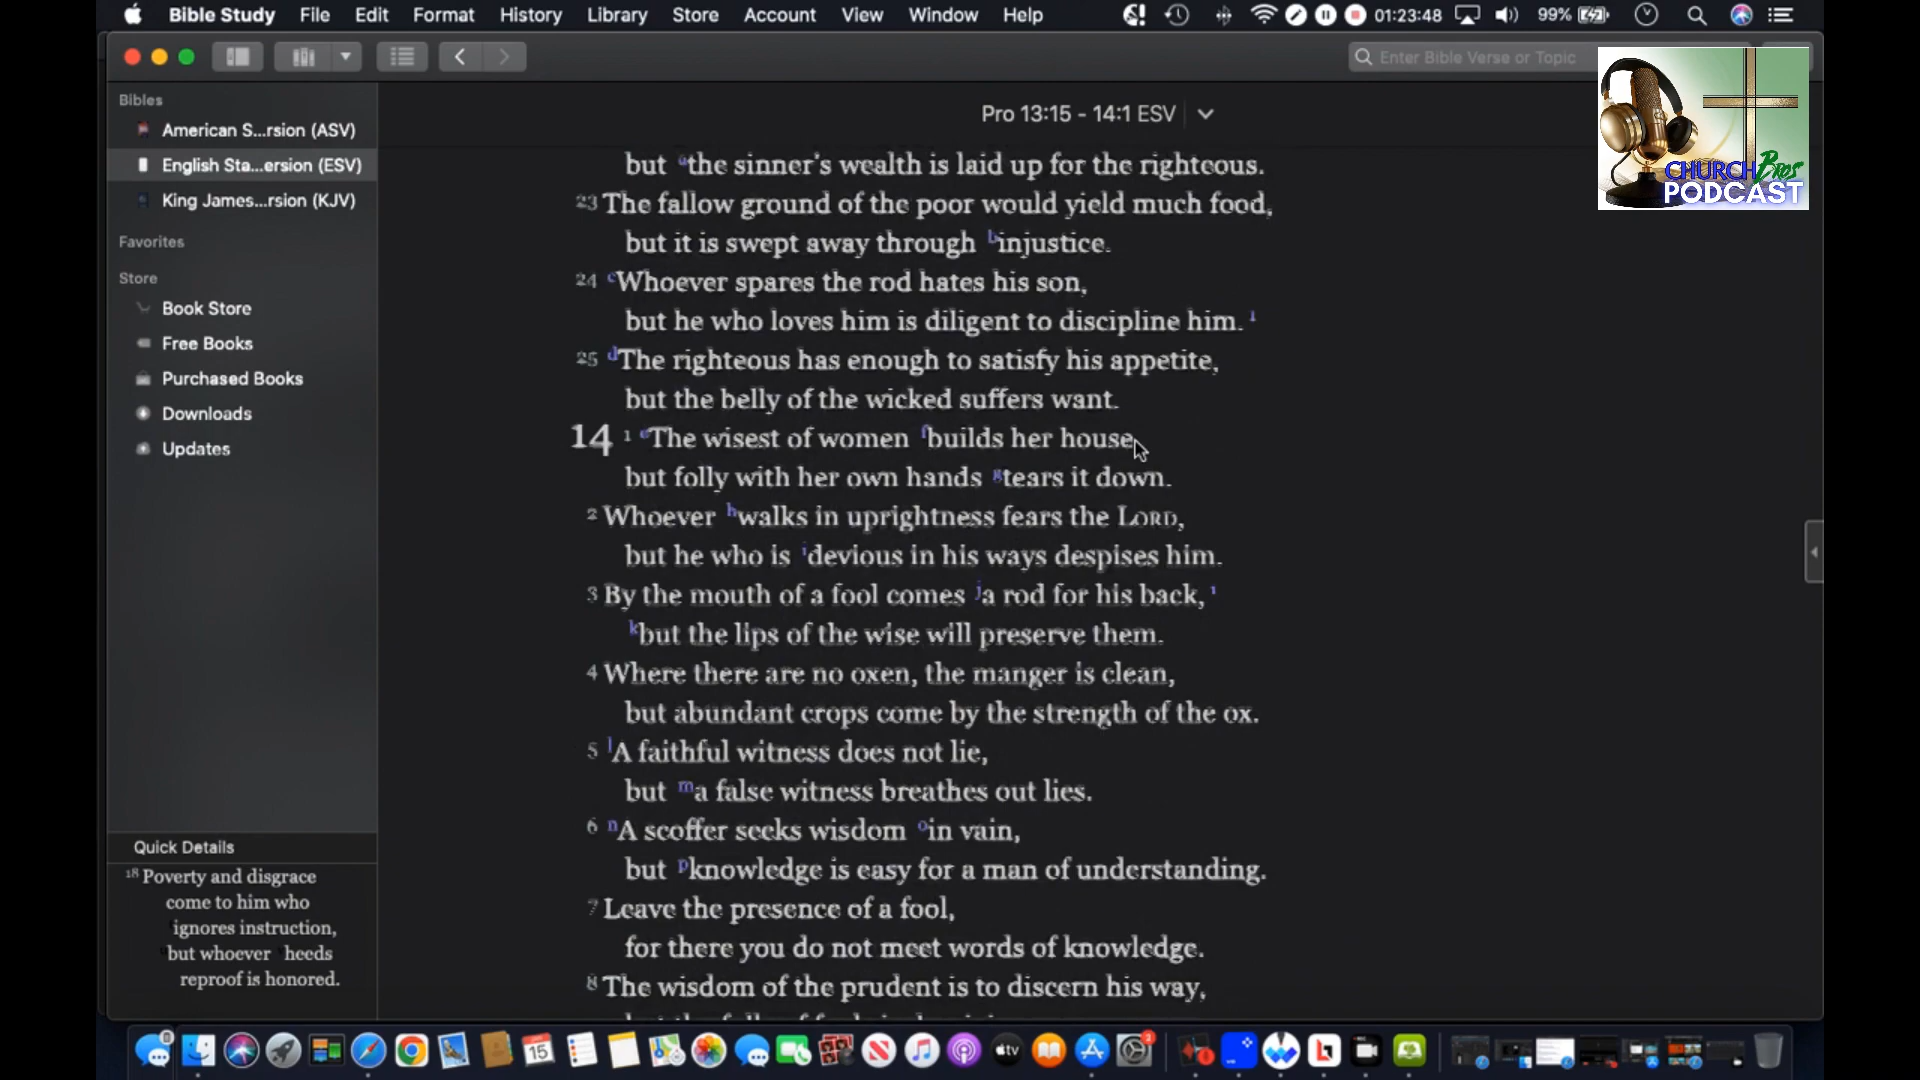 Bible Study File Edit Format History Library Store Account View Window Help 01:23:48 99%
Enter Bible Verse or Topic
CHURCH Bros
PODCAST
Bibles
American S...rsion (ASV)
English Sta...ersion (ESV)
King James...rsion (KJV)
Favorites
Store
Book Store
Free Books
Purchased Books
Downloads
Updates
Quick Details
18 Poverty and disgrace
come to him who
ignores instruction,
but whoever heeds
reproof is honored.
Pro 13:15 - 14:1 ESV
but a the sinner's wealth is laid up for the righteous.
23 The fallow ground of the poor would yield much food,
but it is swept away through b injustice.
24 c Whoever spares the rod hates his son,
but he who loves him is diligent to discipline him. 1
25 d The righteous has enough to satisfy his appetite,
but the belly of the wicked suffers want.
14 1 e The wisest of women f builds her house,
but folly with her own hands g tears it down.
2 Whoever h walks in uprightness fears the LORD,
but he who is i devious in his ways despises him.
3 By the mouth of a fool comes j a rod for his back, 1
k but the lips of the wise will preserve them.
4 Where there are no oxen, the manger is clean,
but abundant crops come by the strength of the ox.
5 l A faithful witness does not lie,
but m a false witness breathes out lies.
6 n A scoffer seeks wisdom o in vain,
but p knowledge is easy for a man of understanding.
7 Leave the presence of a fool,
for there you do not meet words of knowledge.
8 The wisdom of the prudent is to discern his way,
15
tv